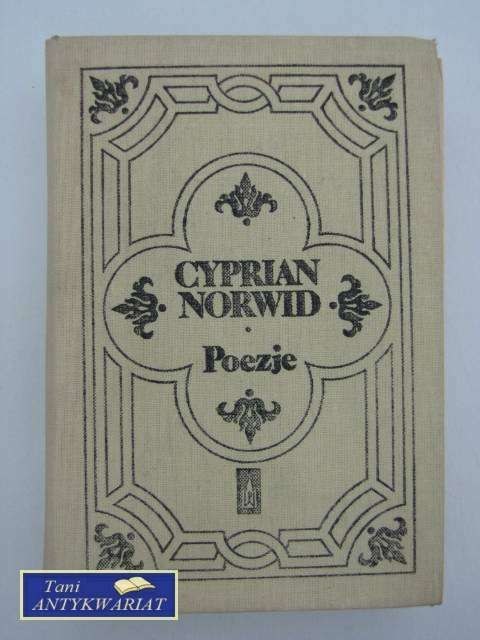 CYPRIAN
NORWID
Poezje
Tani
ANTYKWARIAT